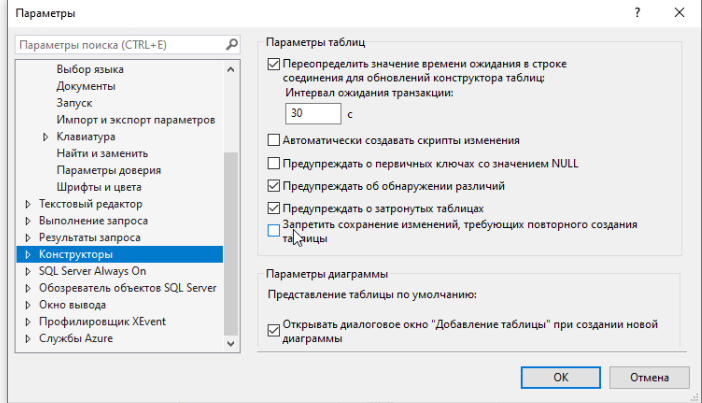 Параметры
?
Параметры поиска (CTRL+E)
Выбор языка
Документы
Запуск
Импорт и экспорт параметров
Клавиатура
Найти и заменить
Параметры доверия
Шрифты и цвета
Текстовый редактор
Выполнение запроса
Результаты запроса
Конструкторы
SQL Server Always On
Обозреватель объектов SQL Server
Окно вывода
Профилировщик XEvent
Службы Azure
Параметры таблиц
Переопределить значение времени ожидания в строке
соединения для обновлений конструктора таблиц:
Интервал ожидания транзакции:
30 с
Автоматически создавать скрипты изменения
Предупреждать о первичных ключах со значением NULL
Предупреждать об обнаружении различий
Предупреждать о затронутых таблицах
Запретить сохранение изменений, требующих повторного создания
таблицы
Параметры диаграммы
Представление таблицы по умолчанию:
Открывать диалоговое окно "Добавление таблицы" при создании новой
диаграммы
ОК
Отмена